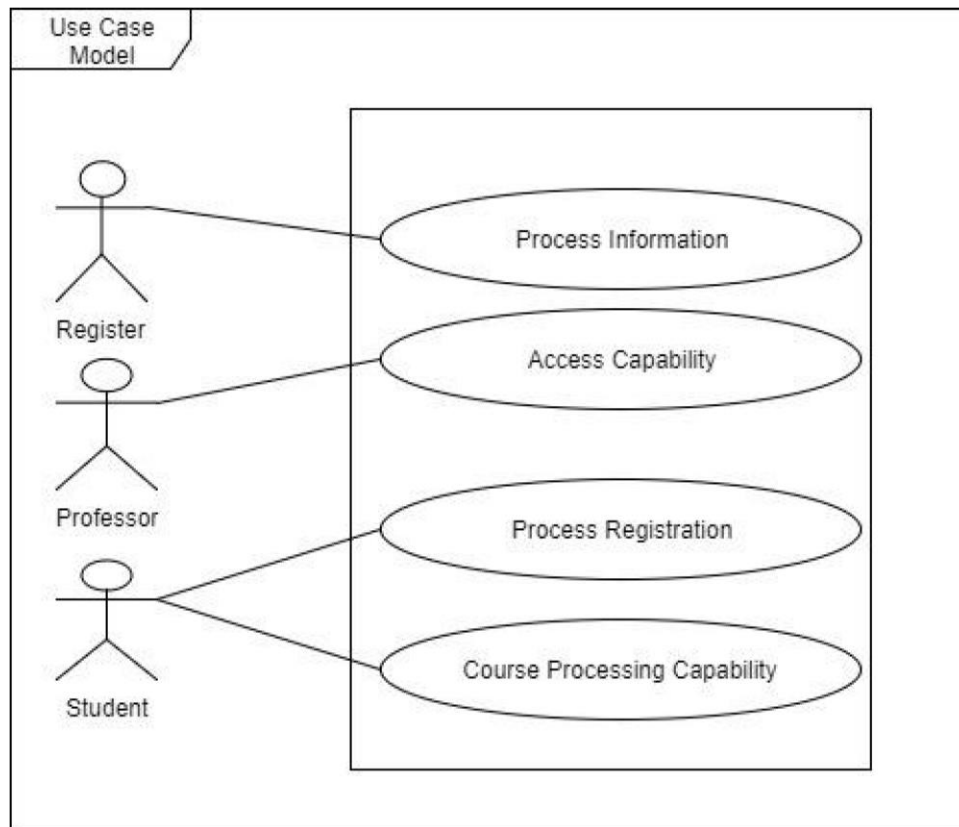 Use Case
Model
Process Information
Register
Access Capability
Professor
Process Registration
Course Processing Capability
Student